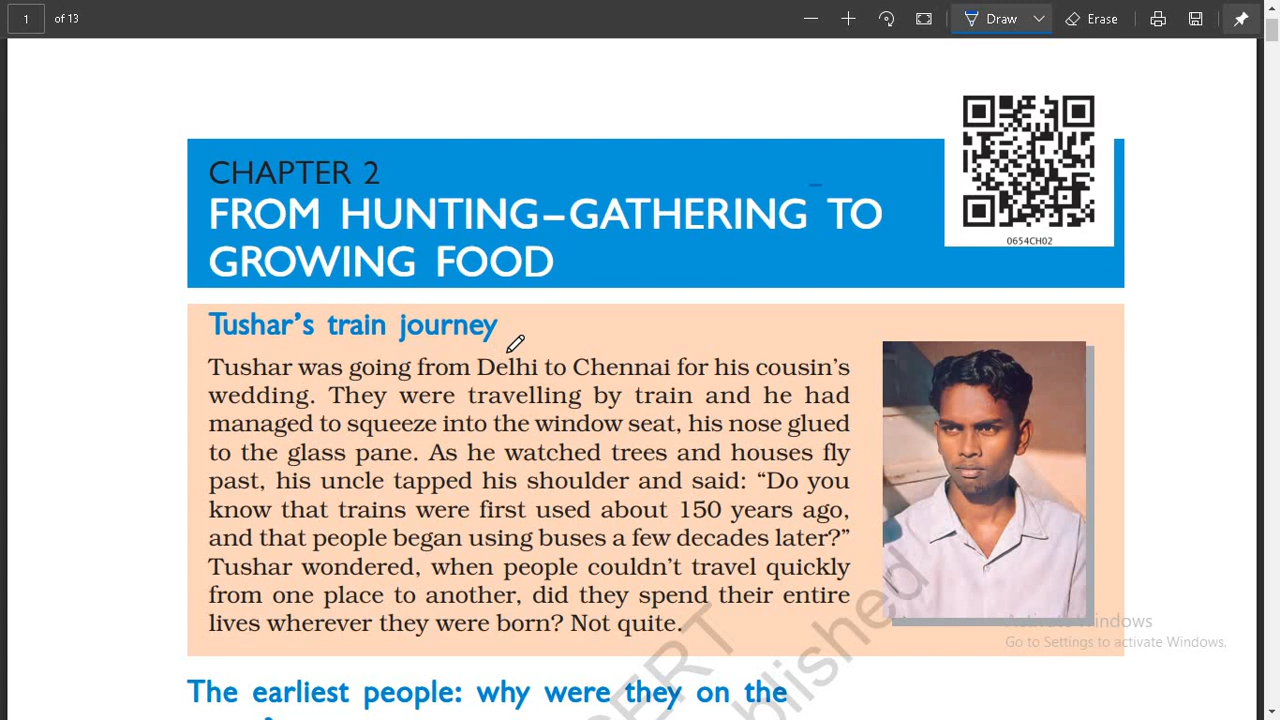 1 of 13 Draw Erase
0654CH02
CHAPTER 2
FROM HUNTING–GATHERING TO
GROWING FOOD
Tushar’s train journey
Tushar was going from Delhi to Chennai for his cousin’s
wedding. They were travelling by train and he had
managed to squeeze into the window seat, his nose glued
to the glass pane. As he watched trees and houses fly
past, his uncle tapped his shoulder and said: “Do you
know that trains were first used about 150 years ago,
and that people began using buses a few decades later?”
Tushar wondered, when people couldn’t travel quickly
from one place to another, did they spend their entire
lives wherever they were born? Not quite.
Activate Windows
Go to Settings to activate Windows.
The earliest people: why were they on the